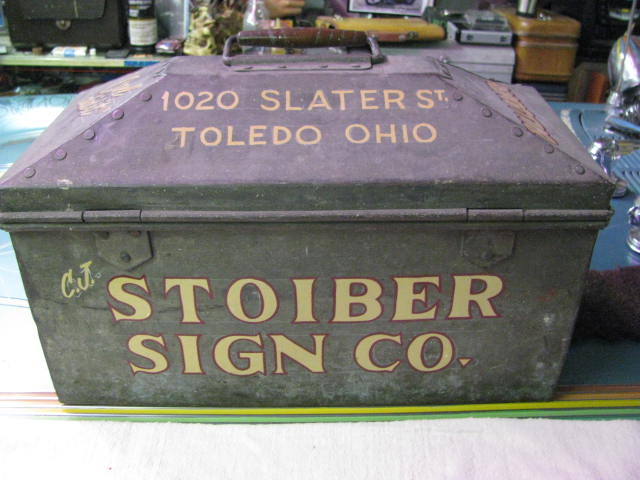 1020 SLATER ST.
TOLEDO OHIO
C.J.
STOIBER
SIGN CO.